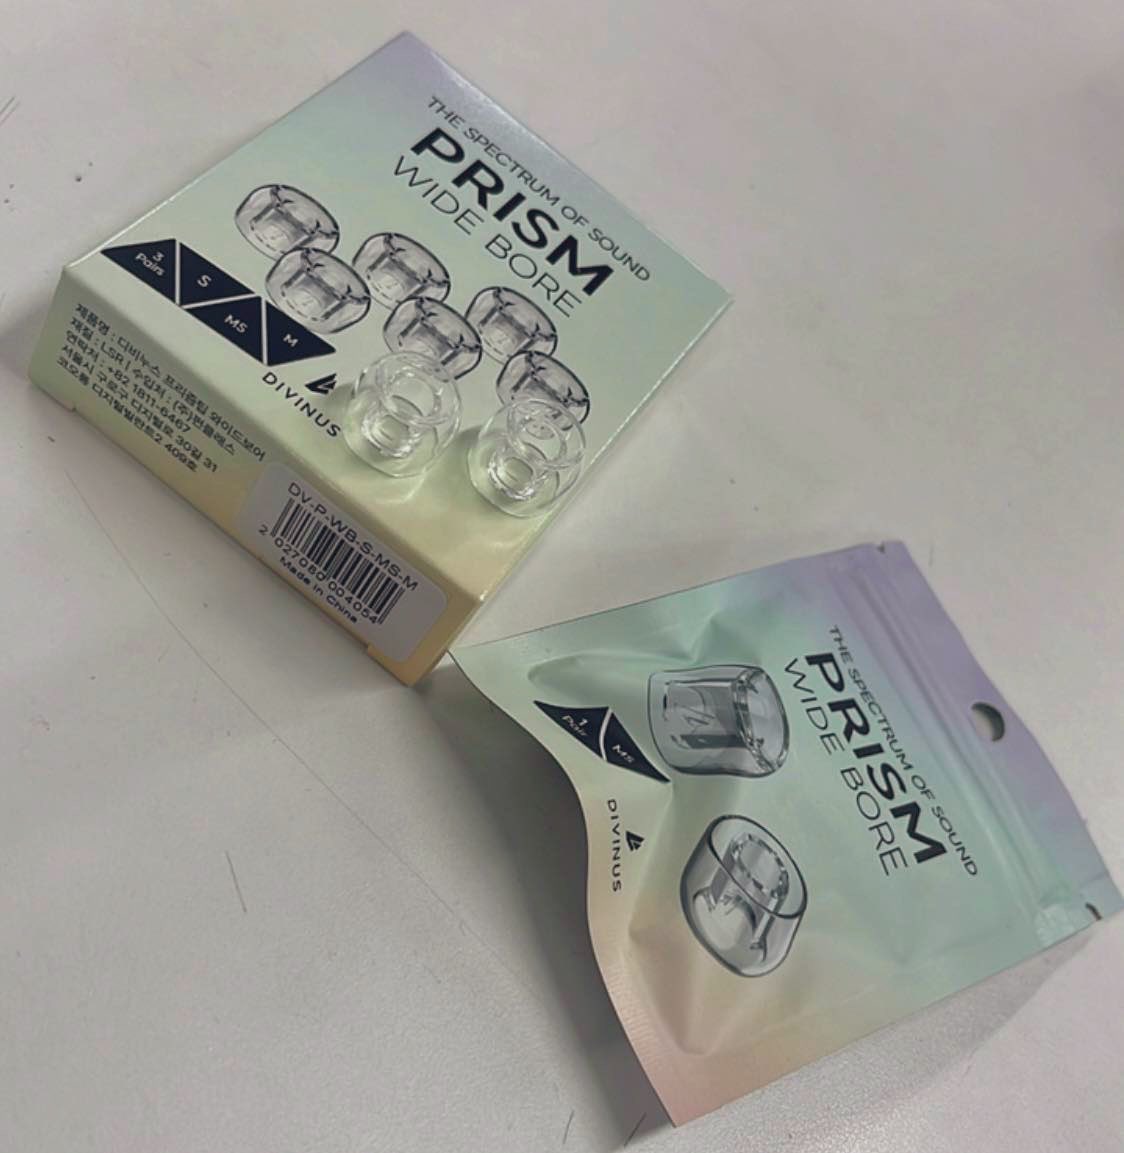 THE SPECTRUM OF SOUND
PRISM
WIDE BORE
3
Pairs
S
MS
M
DIVINUS
제품명 : 디비누스 프리즘팁 와이드보어
재질 : LSR | 수입처 : (주)펀플래스
연락처 : +82 1811-6467
서울시 구로구 디지털로 30길 31
코오롱 디지털빌란트2 409호
DV-P-WB-S-MS-M
2 027080 004054
Made in China
THE SPECTRUM OF SOUND
PRISM
WIDE BORE
1
Pair
MS
DIVINUS